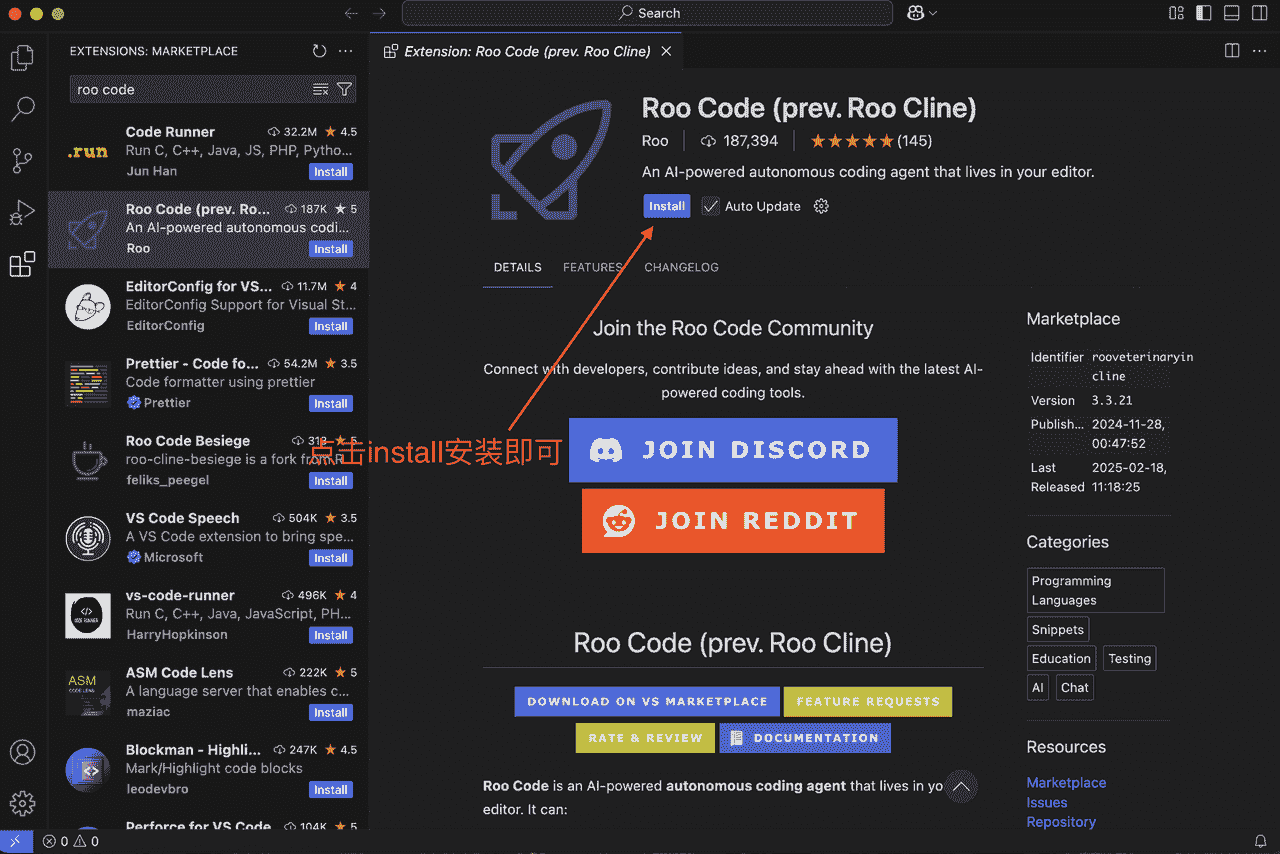 Search
EXTENSIONS: MARKETPLACE
roo code
Code Runner 32.2M 4.5
Run C, C++, Java, JS, PHP, Pytho...
Jun Han Install
.run
Roo Code (prev. Ro... 187K 5
An AI-powered autonomous codi...
Roo Install
EditorConfig for VS... 11.7M 4
EditorConfig Support for Visual St...
EditorConfig Install
Prettier - Code fo... 54.2M 3.5
Code formatter using prettier
Prettier Install
Roo Code Besiege 5
roo-cline-besiege is a fork from R
feliks_peegel Install
VS Code Speech 504K 3.5
A VS Code extension to bring spe...
Microsoft Install
vs-code-runner 496K 4
Run C, C++, Java, JavaScript, PH...
HarryHopkinson Install
ASM Code Lens 222K 5
A language server that enables c...
maziac Install
ASM
CODE LENS
Blockman - Highli... 247K 4.5
Mark/Highlight code blocks
leodevbro Install
Perforce for VS Code 104K 5
0 0
Extension: Roo Code (prev. Roo Cline)
Roo Code (prev. Roo Cline)
Roo 187,394 (145)
An AI-powered autonomous coding agent that lives in your editor.
Install Auto Update
DETAILS FEATURES CHANGELOG
点击install安装即可
Join the Roo Code Community
Connect with developers, contribute ideas, and stay ahead with the latest AI-
powered coding tools.
JOIN DISCORD
JOIN REDDIT
Roo Code (prev. Roo Cline)
DOWNLOAD ON VS MARKETPLACE FEATURE REQUESTS
RATE & REVIEW DOCUMENTATION
Roo Code is an AI-powered autonomous coding agent that lives in yo
editor. It can:
Marketplace
Identifier rooveterinaryin
cline
Version 3.3.21
Publish... 2024-11-28,
00:47:52
Last 2025-02-18,
Released 11:18:25
Categories
Programming
Languages
Snippets
Education Testing
AI Chat
Resources
Marketplace
Issues
Repository